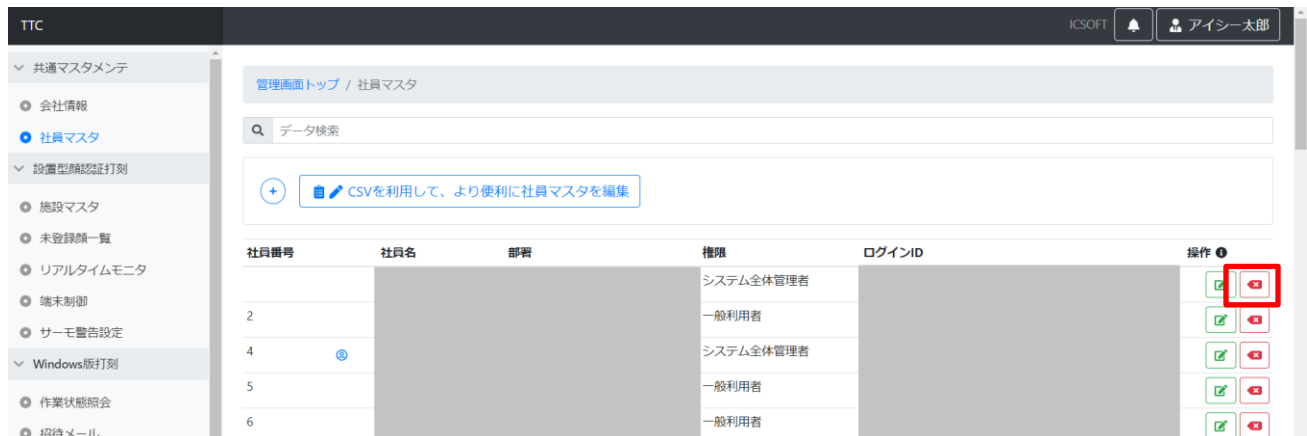 TTC
ICSOFT アイシー太郎
共通マスタメンテ
会社情報
社員マスタ
設置型顔認証打刻
施設マスタ
未登録顔一覧
リアルタイムモニタ
端末制御
サーモ警告設定
Windows版打刻
作業状態照会
招待メール
管理画面トップ / 社員マスタ
データ検索
+ CSVを利用して、より便利に社員マスタを編集
社員番号 社員名 部署 権限 ログインID 操作
システム全体管理者
2 一般利用者
4 システム全体管理者
5 一般利用者
6 一般利用者